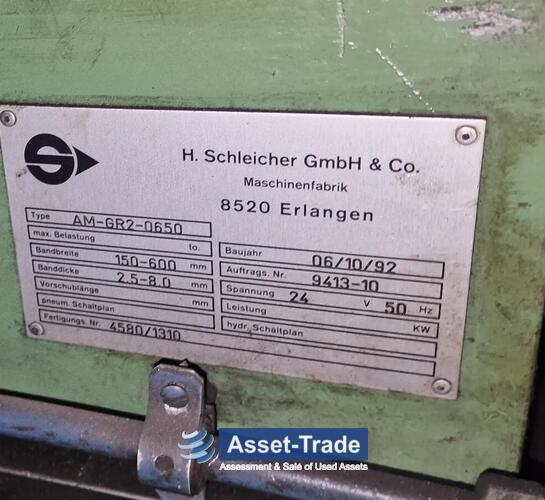 H. Schleicher GmbH & Co.
Maschinenfabrik
8520 Erlangen
Type AM-GR2-0650
max. Belastung to.
Bandbreite 150-600 mm
Banddicke 2.5-8.0 mm
Vorschublänge mm
pneum. Schaltplan
Fertigungs. Nr. 4580/1310
Baujahr 06/10/92
Auftrags. Nr. 9413-10
Spannung 24 V 50 Hz
Leistung KW
hydr. Schaltplan
Asset-Trade
Assessment & Sale of Used Assets